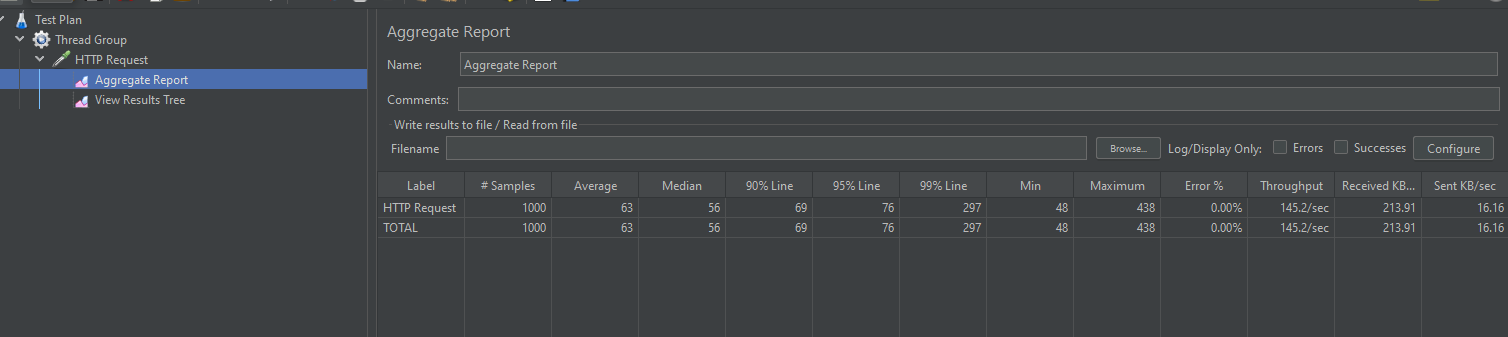 Test Plan
Thread Group
HTTP Request
Aggregate Report
View Results Tree
Aggregate Report
Name: Aggregate Report
Comments:
Write results to file / Read from file
Filename Browse... Log/Display Only: Errors Successes Configure
Label # Samples Average Median 90% Line 95% Line 99% Line Min Maximum Error % Throughput Received KB... Sent KB/sec
HTTP Request 1000 63 56 69 76 297 48 438 0.00% 145.2/sec 213.91 16.16
TOTAL 1000 63 56 69 76 297 48 438 0.00% 145.2/sec 213.91 16.16